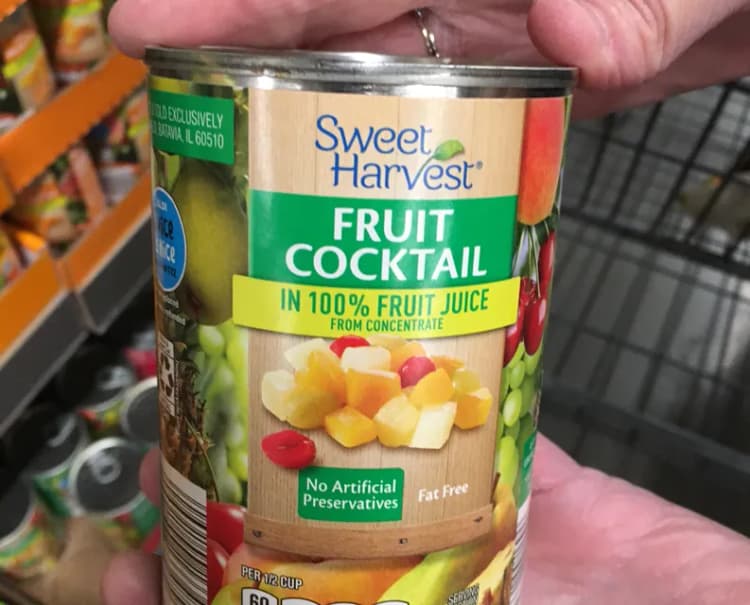 SOLD EXCLUSIVELY
BATAVIA, IL 60510
Sweet
Harvest®
FRUIT
COCKTAIL
IN 100% FRUIT JUICE
FROM CONCENTRATE
No Artificial
Preservatives
Fat Free
PER 1/2 CUP
60